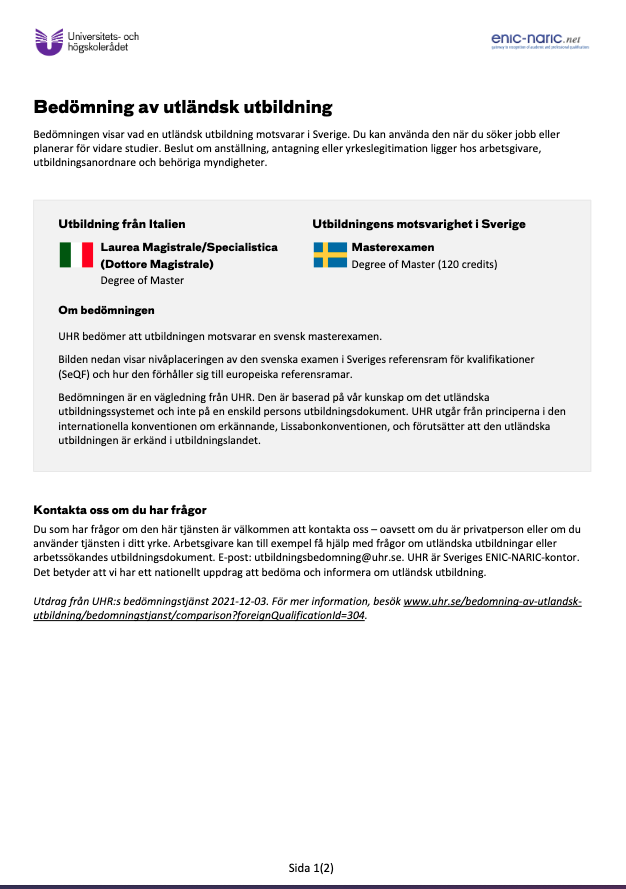 Universitets- och
högskolerådet
enic-naric.net
gateway to recognition of academic and professional qualifications
Bedömning av utländsk utbildning
Bedömningen visar vad en utländsk utbildning motsvarar i Sverige. Du kan använda den när du söker jobb eller
planerar för vidare studier. Beslut om anställning, antagning eller yrkeslegitimation ligger hos arbetsgivare,
utbildningsanordnare och behöriga myndigheter.
Utbildning från Italien
Laurea Magistrale/Specialistica
(Dottore Magistrale)
Degree of Master
Utbildningens motsvarighet i Sverige
Masterexamen
Degree of Master (120 credits)
Om bedömningen
UHR bedömer att utbildningen motsvarar en svensk masterexamen.
Bilden nedan visar nivåplaceringen av den svenska examen i Sveriges referensram för kvalifikationer
(SeQF) och hur den förhåller sig till europeiska referensramar.
Bedömningen är en vägledning från UHR. Den är baserad på vår kunskap om det utländska
utbildningssystemet och inte på en enskild persons utbildningsdokument. UHR utgår från principerna i den
internationella konventionen om erkännande, Lissabonkonventionen, och förutsätter att den utländska
utbildningen är erkänd i utbildningslandet.
Kontakta oss om du har frågor
Du som har frågor om den här tjänsten är välkommen att kontakta oss – oavsett om du är privatperson eller om du
använder tjänsten i ditt yrke. Arbetsgivare kan till exempel få hjälp med frågor om utländska utbildningar eller
arbetssökandes utbildningsdokument. E-post: utbildningsbedomning@uhr.se. UHR är Sveriges ENIC-NARIC-kontor.
Det betyder att vi har ett nationellt uppdrag att bedöma och informera om utländsk utbildning.
Utdrag från UHR:s bedömningstjänst 2021-12-03. För mer information, besök www.uhr.se/bedomning-av-utlandsk-
utbildning/bedomningstjanst/comparison?foreignQualificationId=304.
Sida 1(2)